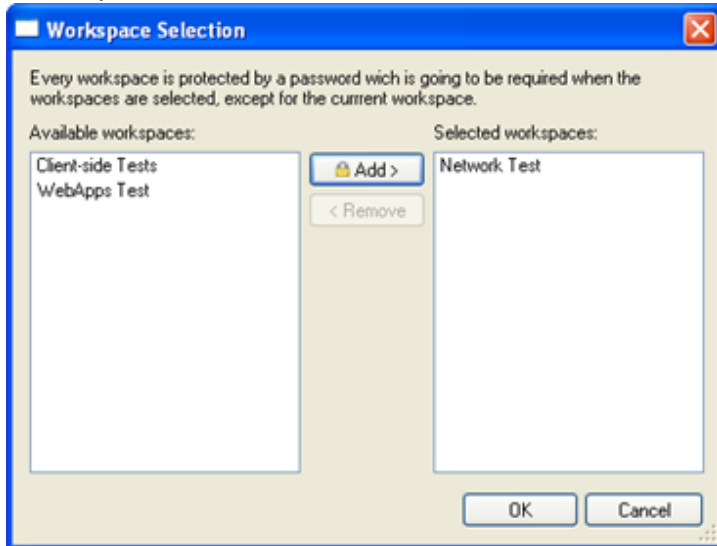 Workspace Selection
Every workspace is protected by a password wich is going to be required when the
workspaces are selected, except for the currrent workspace.
Available workspaces:
Selected workspaces:
Client-side Tests
WebApps Test
Add >
< Remove
Network Test
OK
Cancel